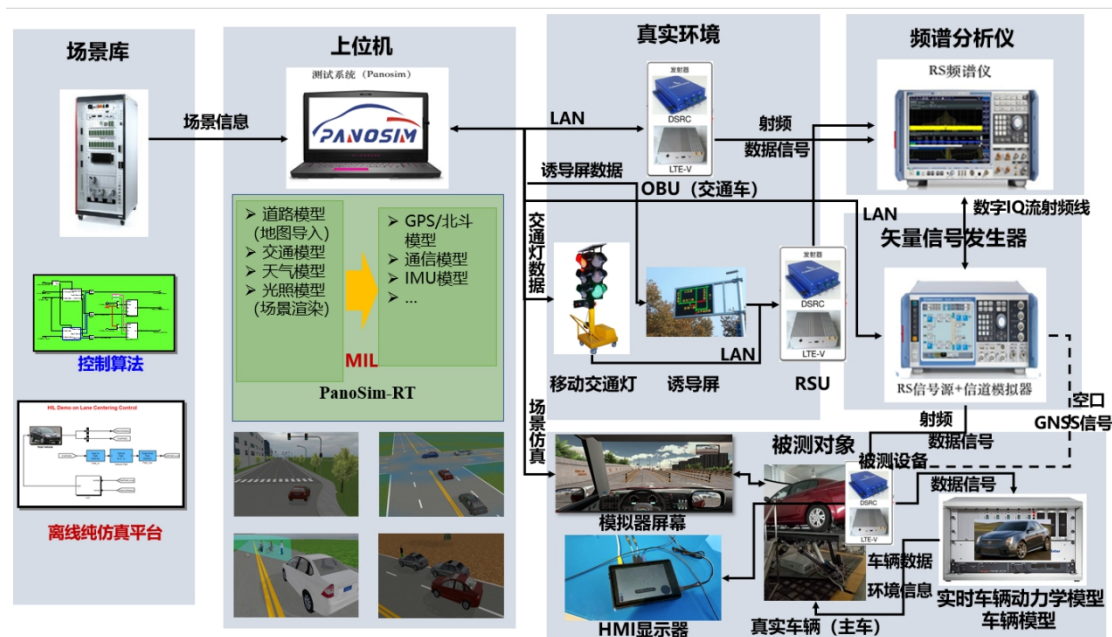 场景库
上位机
真实环境
频谱分析仪
测试系统（Panosim）
PANOSIM
场景信息
LAN
发射器
DSRC
LTE-V
OBU（交通车）
射频
数据信号
RS频谱仪
诱导屏数据
交通灯数据
LAN
数字IQ流射频线
矢量信号发生器
➢ 道路模型
(地图导入)
➢ 交通模型
➢ 天气模型
➢ 光照模型
(场景渲染)
➢ GPS/北斗
模型
➢ 通信模型
➢ IMU模型
➢ ...
MIL
PanoSim-RT
控制算法
HIL Demo on Lane Centering Control
离线纯仿真平台
移动交通灯
诱导屏
LAN
发射器
DSRC
LTE-V
RSU
RS信号源+信道模拟器
射频
数据信号
空口
GNSS信号
场景仿真
被测对象
被测设备
DSRC
LTE-V
数据信号
模拟器屏幕
车辆数据
环境信息
HMI显示器
真实车辆（主车）
实时车辆动力学模型
车辆模型